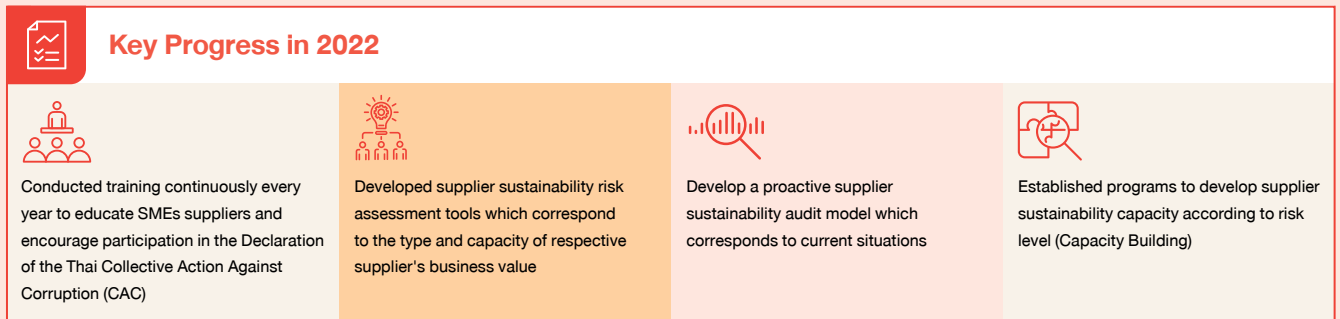 Key Progress in 2022
Conducted training continuously every
year to educate SMEs suppliers and
encourage participation in the Declaration
of the Thai Collective Action Against
Corruption (CAC)
Developed supplier sustainability risk
assessment tools which correspond
to the type and capacity of respective
supplier's business value
Develop a proactive supplier
sustainability audit model which
corresponds to current situations
Established programs to develop supplier
sustainability capacity according to risk
level (Capacity Building)